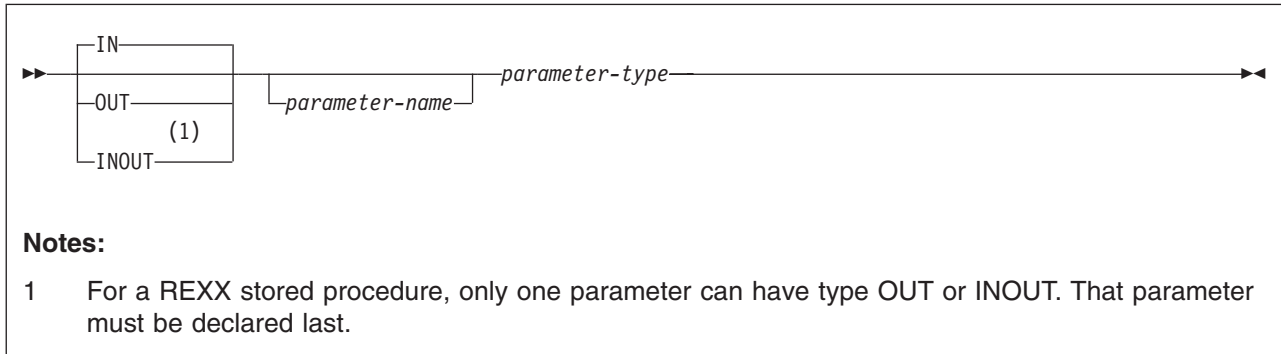 IN
parameter-type
OUT
parameter-name
(1)
INOUT
Notes:
1 For a REXX stored procedure, only one parameter can have type OUT or INOUT. That parameter
must be declared last.